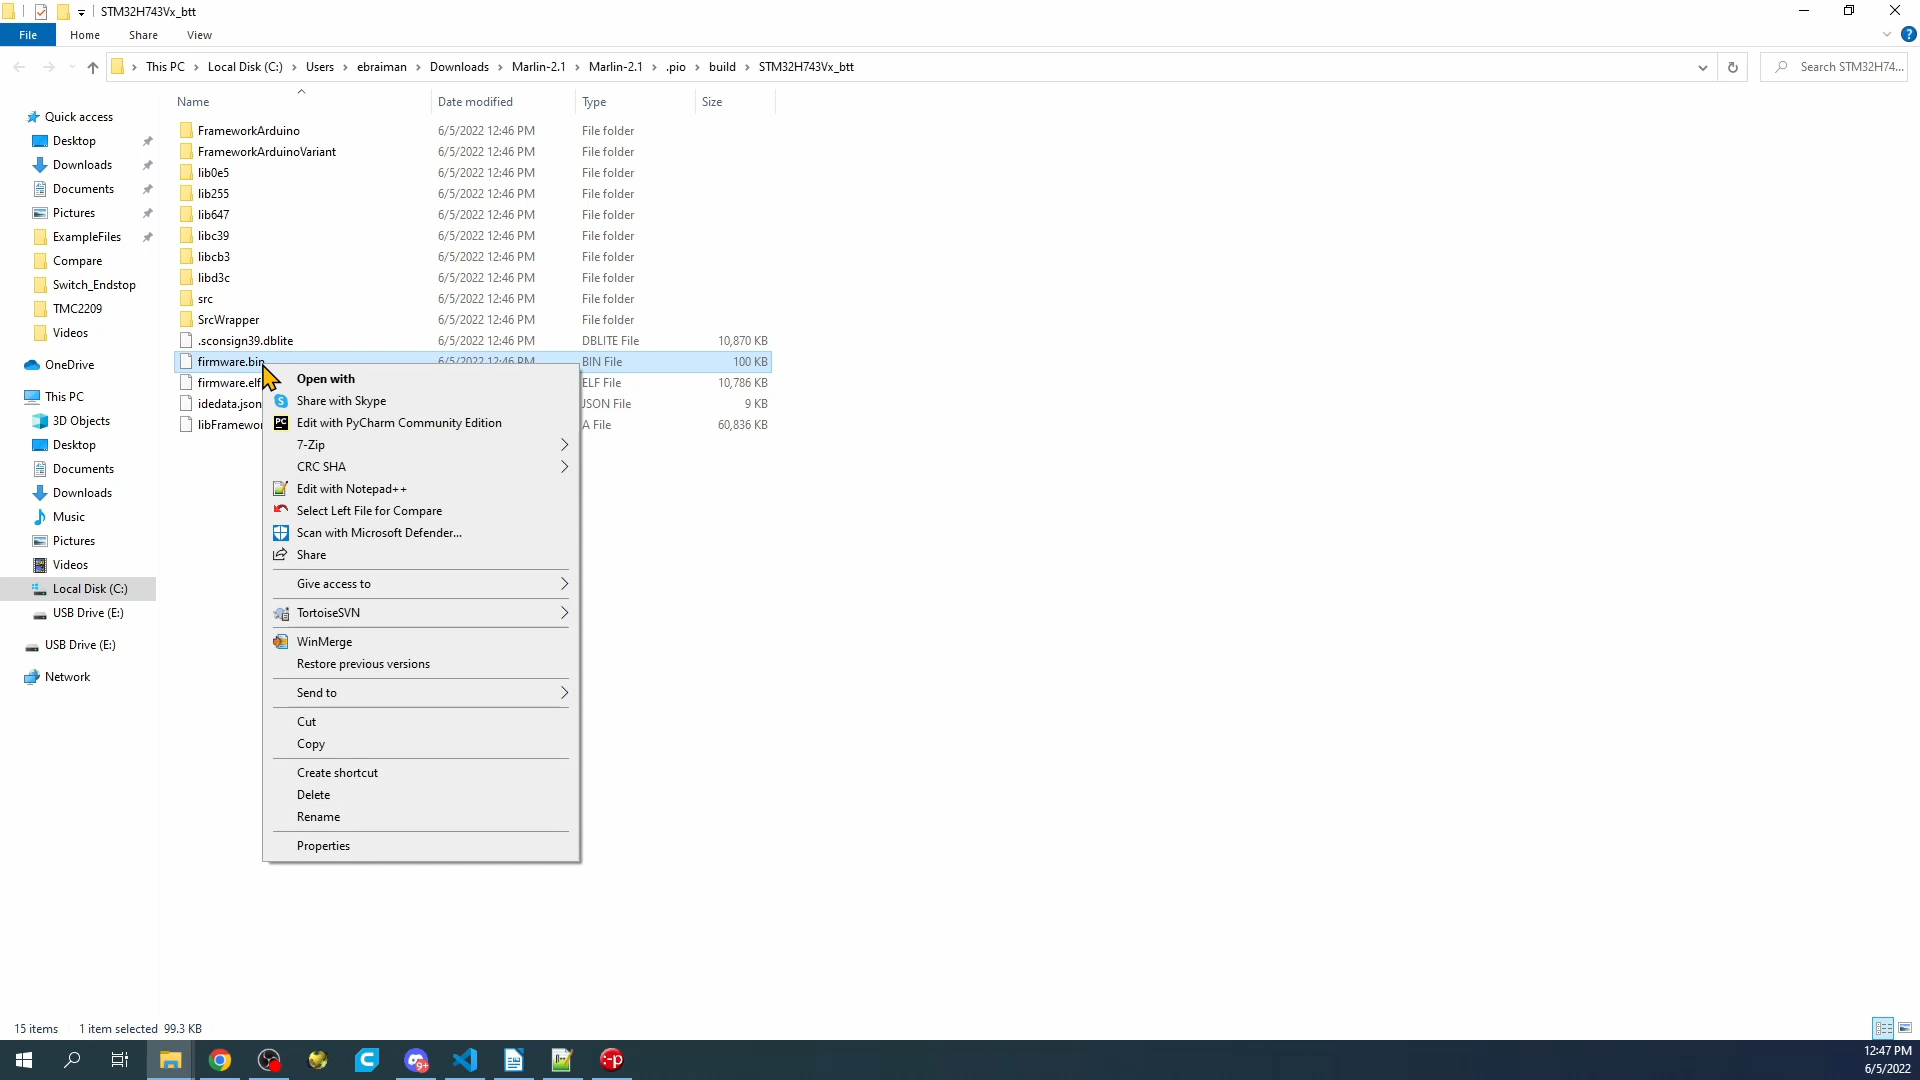 STM32H743Vx_btt
File Home Share View
This PC Local Disk (C:) Users ebraiman Downloads Marlin-2.1 Marlin-2.1 .pio build STM32H743Vx_btt Search STM32H74...
Name Date modified Type Size
Quick access
Desktop
Downloads
Documents
Pictures
ExampleFiles
Compare
Switch_Endstop
TMC2209
Videos
OneDrive
This PC
3D Objects
Desktop
Documents
Downloads
Music
Pictures
Videos
Local Disk (C:)
USB Drive (E:)
USB Drive (E:)
Network
FrameworkArduino 6/5/2022 12:46 PM File folder
FrameworkArduinoVariant 6/5/2022 12:46 PM File folder
lib0e5 6/5/2022 12:46 PM File folder
lib255 6/5/2022 12:46 PM File folder
lib647 6/5/2022 12:46 PM File folder
libc39 6/5/2022 12:46 PM File folder
libcb3 6/5/2022 12:46 PM File folder
libd3c 6/5/2022 12:46 PM File folder
src 6/5/2022 12:46 PM File folder
SrcWrapper 6/5/2022 12:46 PM File folder
.sconsign39.dblite 6/5/2022 12:46 PM DBLITE File 10,870 KB
firmware.bin 6/5/2022 12:46 PM BIN File 100 KB
firmware.elf ELF File 10,786 KB
idedata.json JSON File 9 KB
libFramewor A File 60,836 KB
Open with
Share with Skype
Edit with PyCharm Community Edition
7-Zip
CRC SHA
Edit with Notepad++
Select Left File for Compare
Scan with Microsoft Defender...
Share
Give access to
TortoiseSVN
WinMerge
Restore previous versions
Send to
Cut
Copy
Create shortcut
Delete
Rename
Properties
15 items 1 item selected 99.3 KB
12:47 PM
6/5/2022